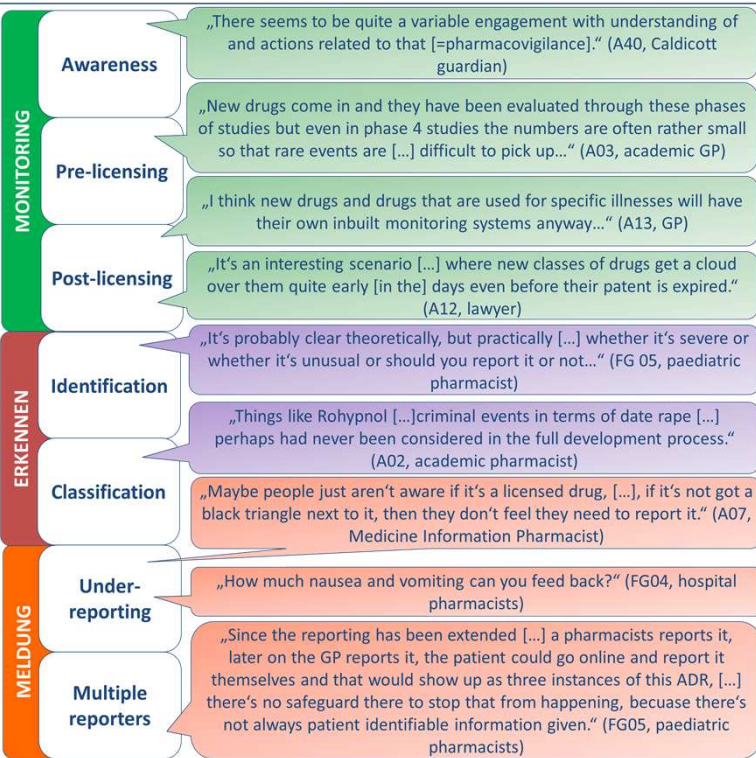 MONITORING
Awareness
„There seems to be quite a variable engagement with understanding of
and actions related to that [=pharmacovigilance].“ (A40, Caldicott
guardian)
Pre-licensing
„New drugs come in and they have been evaluated through these phases
of studies but even in phase 4 studies the numbers are often rather small
so that rare events are […] difficult to pick up…“ (A03, academic GP)
Post-licensing
„I think new drugs and drugs that are used for specific illnesses will have
their own inbuilt monitoring systems anyway…“ (A13, GP)
„It‘s an interesting scenario […] where new classes of drugs get a cloud
over them quite early [in the] days even before their patent is expired.“
(A12, lawyer)
ERKENNEN
Identification
„It‘s probably clear theoretically, but practically […] whether it‘s severe or
whether it‘s unusual or should you report it or not…“ (FG 05, paediatric
pharmacist)
Classification
„Things like Rohypnol […]criminal events in terms of date rape […]
perhaps had never been considered in the full development process.“
(A02, academic pharmacist)
MELDUNG
Under-
reporting
„Maybe people just aren‘t aware if it‘s a licensed drug, […], if it‘s not got a
black triangle next to it, then they don‘t feel they need to report it.“ (A07,
Medicine Information Pharmacist)
„How much nausea and vomiting can you feed back?“ (FG04, hospital
pharmacists)
Multiple
reporters
„Since the reporting has been extended […] a pharmacists reports it,
later on the GP reports it, the patient could go online and report it
themselves and that would show up as three instances of this ADR, […]
there‘s no safeguard there to stop that from happening, becuase there‘s
not always patient identifiable information given.“ (FG05, paediatric
pharmacists)